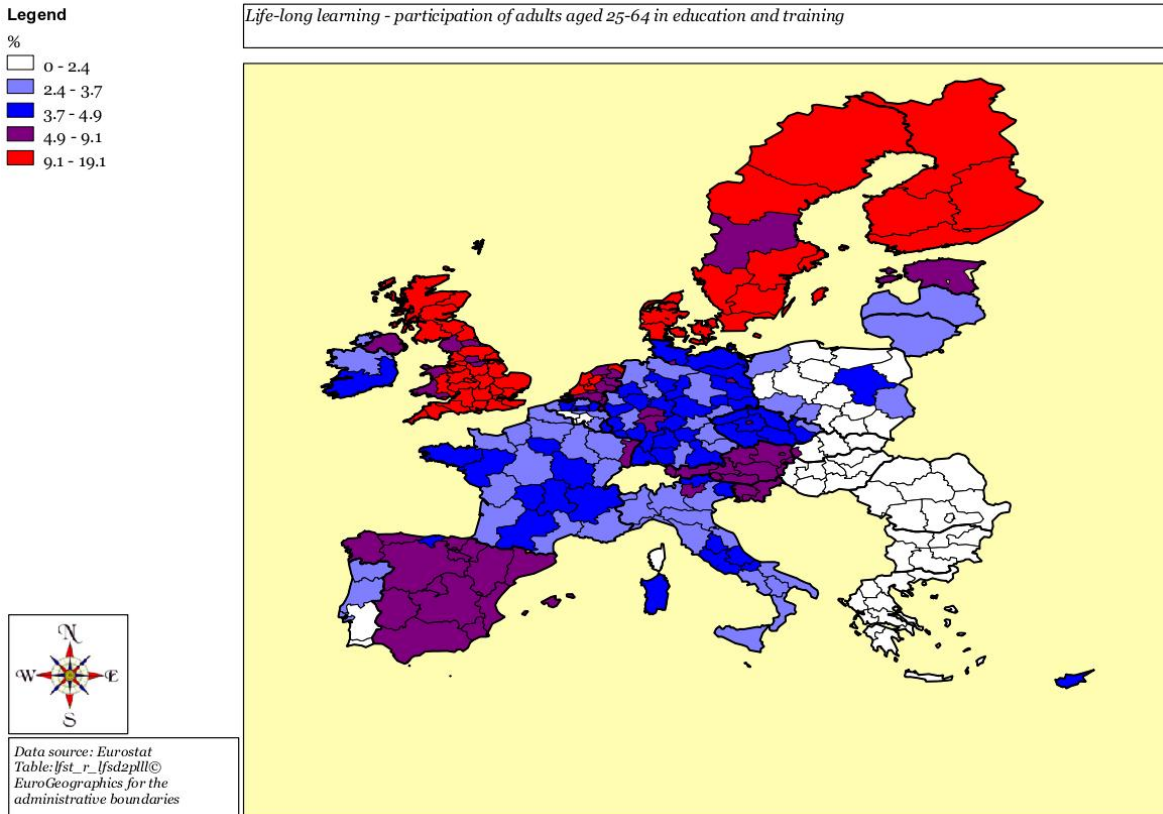 Legend
%
0 - 2.4
2.4 - 3.7
3.7 - 4.9
4.9 - 9.1
9.1 - 19.1
Life-long learning - participation of adults aged 25-64 in education and training
N
W E
S
Data source: Eurostat
Table:lfst_r_lfsd2plll©
EuroGeographics for the
administrative boundaries